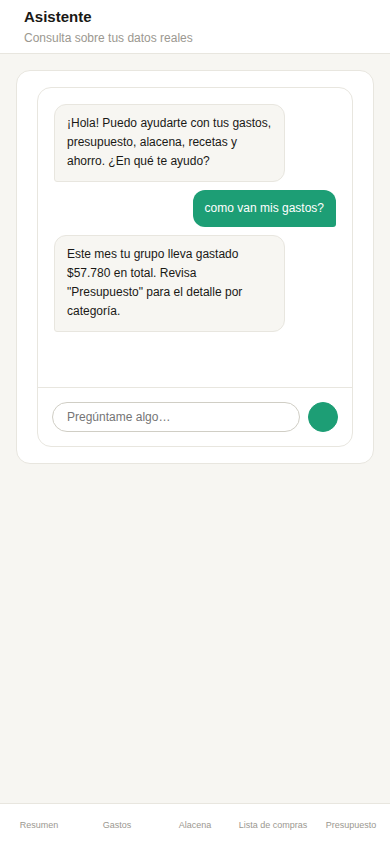 Asistente
Consulta sobre tus datos reales
¡Hola! Puedo ayudarte con tus gastos,
presupuesto, alacena, recetas y
ahorro. ¿En qué te ayudo?
como van mis gastos?
Este mes tu grupo lleva gastado
$57.780 en total. Revisa
"Presupuesto" para el detalle por
categoría.
Pregúntame algo…
Resumen
Gastos
Alacena
Lista de compras
Presupuesto